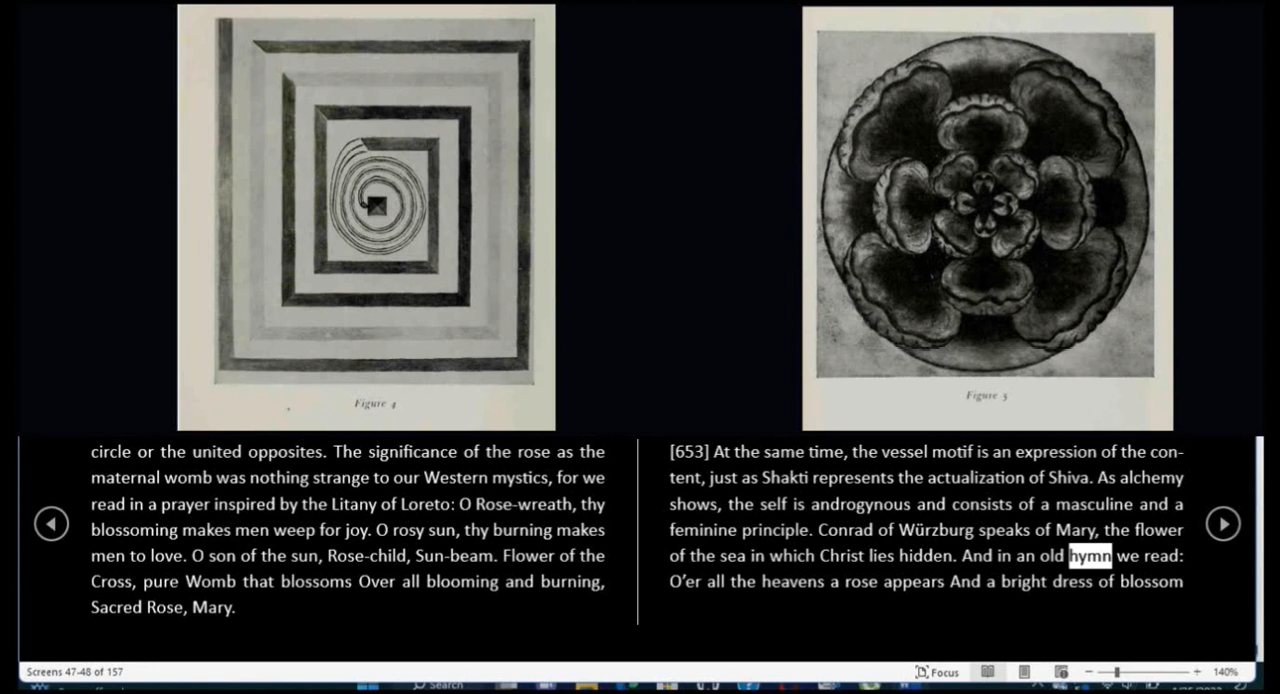 Figure 4
Figure 5
circle or the united opposites. The significance of the rose as the
maternal womb was nothing strange to our Western mystics, for we
read in a prayer inspired by the Litany of Loreto: O Rose-wreath, thy
blossoming makes men weep for joy. O rosy sun, thy burning makes
men to love. O son of the sun, Rose-child, Sun-beam. Flower of the
Cross, pure Womb that blossoms Over all blooming and burning,
Sacred Rose, Mary.
[653] At the same time, the vessel motif is an expression of the con-
tent, just as Shakti represents the actualization of Shiva. As alchemy
shows, the self is androgynous and consists of a masculine and a
feminine principle. Conrad of Würzburg speaks of Mary, the flower
of the sea in which Christ lies hidden. And in an old hymn we read:
O’er all the heavens a rose appears And a bright dress of blossom
Screens 47-48 of 157
Focus
140%
Search